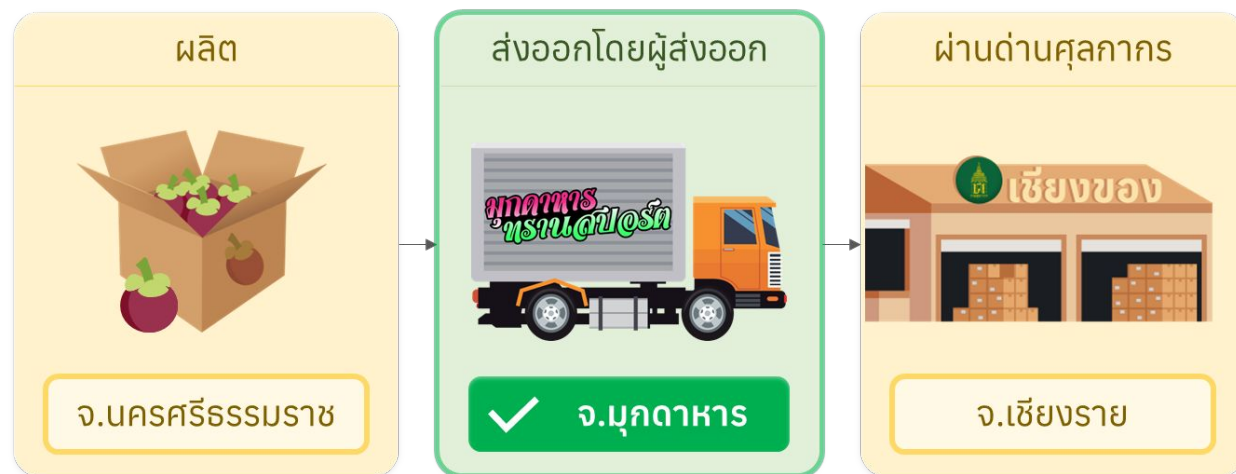 ผลิต
จ.นครศรีธรรมราช
ส่งออกโดยผู้ส่งออก
มุกดาหาร
ทรานสปอร์ต
จ.มุกดาหาร
ผ่านด่านศุลกากร
เชียงของ
จ.เชียงราย